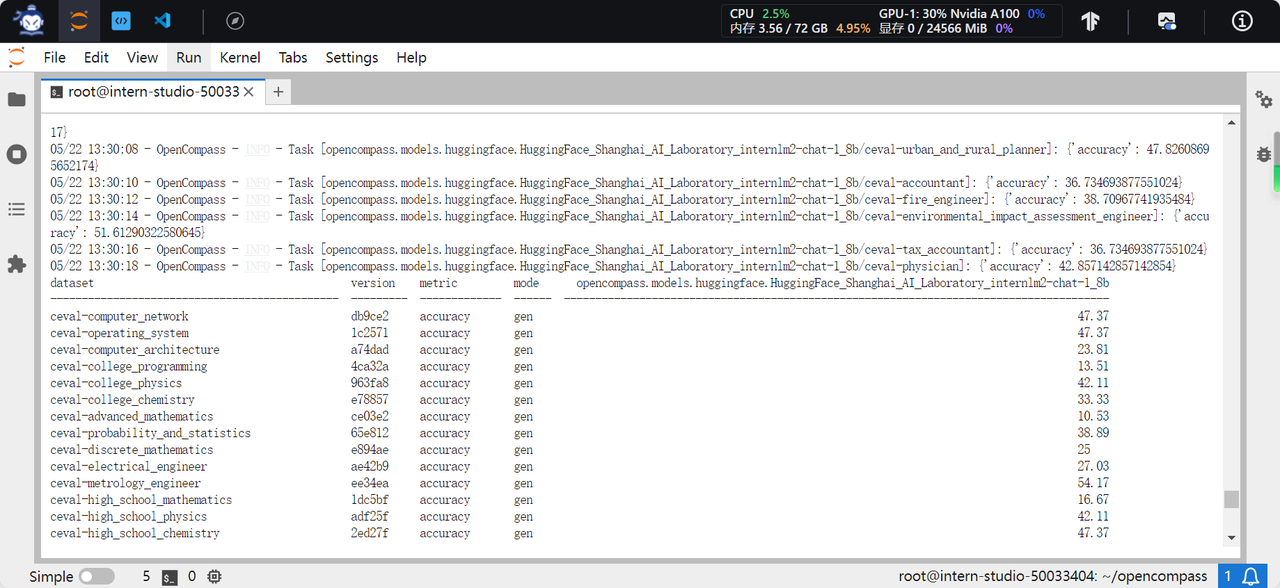 CPU 2.5% GPU-1: 30% Nvidia A100 0%
内存 3.56 / 72 GB 4.95% 显存 0 / 24566 MiB 0%
File Edit View Run Kernel Tabs Settings Help
root@intern-studio-50033
17}
05/22 13:30:08 - OpenCompass - INFO - Task [opencompass.models.huggingface.HuggingFace_Shanghai_AI_Laboratory_internlm2-chat-1_8b/ceval-urban_and_rural_planner]: {'accuracy': 47.8260869
5652174}
05/22 13:30:10 - OpenCompass - INFO - Task [opencompass.models.huggingface.HuggingFace_Shanghai_AI_Laboratory_internlm2-chat-1_8b/ceval-accountant]: {'accuracy': 36.734693877551024}
05/22 13:30:12 - OpenCompass - INFO - Task [opencompass.models.huggingface.HuggingFace_Shanghai_AI_Laboratory_internlm2-chat-1_8b/ceval-fire_engineer]: {'accuracy': 38.70967741935484}
05/22 13:30:14 - OpenCompass - INFO - Task [opencompass.models.huggingface.HuggingFace_Shanghai_AI_Laboratory_internlm2-chat-1_8b/ceval-environmental_impact_assessment_engineer]: {'accu
racy': 51.61290322580645}
05/22 13:30:16 - OpenCompass - INFO - Task [opencompass.models.huggingface.HuggingFace_Shanghai_AI_Laboratory_internlm2-chat-1_8b/ceval-tax_accountant]: {'accuracy': 36.734693877551024}
05/22 13:30:18 - OpenCompass - INFO - Task [opencompass.models.huggingface.HuggingFace_Shanghai_AI_Laboratory_internlm2-chat-1_8b/ceval-physician]: {'accuracy': 42.857142857142854}
dataset version metric mode opencompass.models.huggingface.HuggingFace_Shanghai_AI_Laboratory_internlm2-chat-1_8b
ceval-computer_network db9ce2 accuracy gen 47.37
ceval-operating_system 1c2571 accuracy gen 47.37
ceval-computer_architecture a74dad accuracy gen 23.81
ceval-college_programming 4ca32a accuracy gen 13.51
ceval-college_physics 963fa8 accuracy gen 42.11
ceval-college_chemistry e78857 accuracy gen 33.33
ceval-advanced_mathematics ce03e2 accuracy gen 10.53
ceval-probability_and_statistics 65e812 accuracy gen 38.89
ceval-discrete_mathematics e894ae accuracy gen 25
ceval-electrical_engineer ae42b9 accuracy gen 27.03
ceval-metrology_engineer ee34ea accuracy gen 54.17
ceval-high_school_mathematics 1dc5bf accuracy gen 16.67
ceval-high_school_physics adf25f accuracy gen 42.11
ceval-high_school_chemistry 2ed27f accuracy gen 47.37
Simple 5 0 root@intern-studio-50033404: ~/opencompass 1